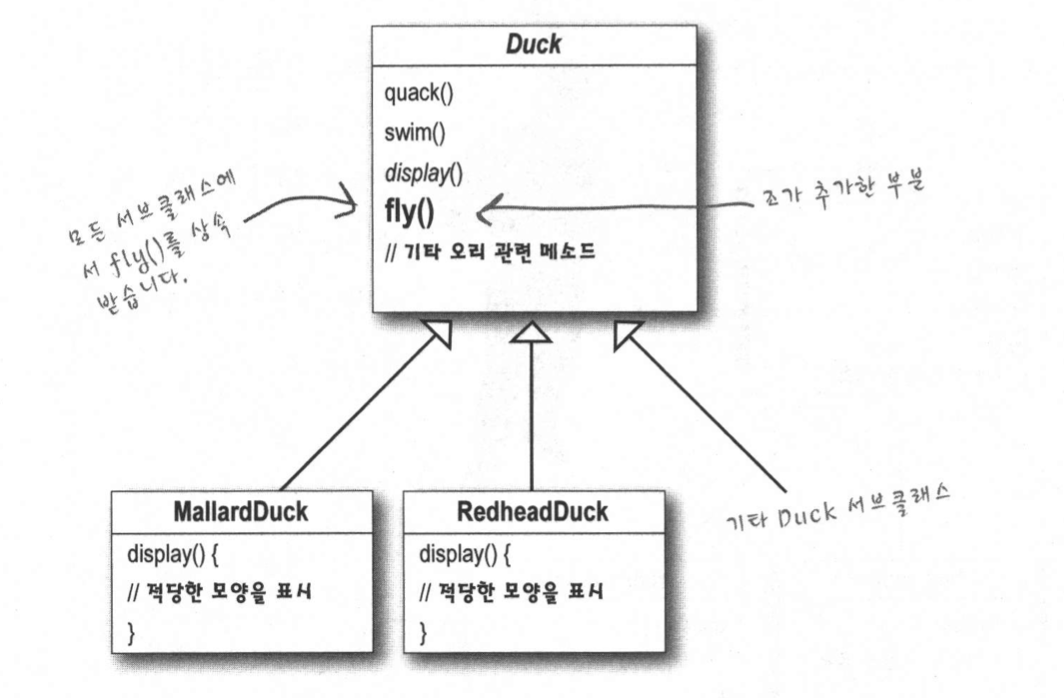 Duck
quack()
swim()
display()
fly()
// 기타 오리 관련 메소드
모든 서브클래스에
서 fly()를 상속
받습니다.
조가 추가한 부분
MallardDuck
display() {
// 적당한 모양을 표시
}
RedheadDuck
display() {
// 적당한 모양을 표시
}
기타 Duck 서브클래스